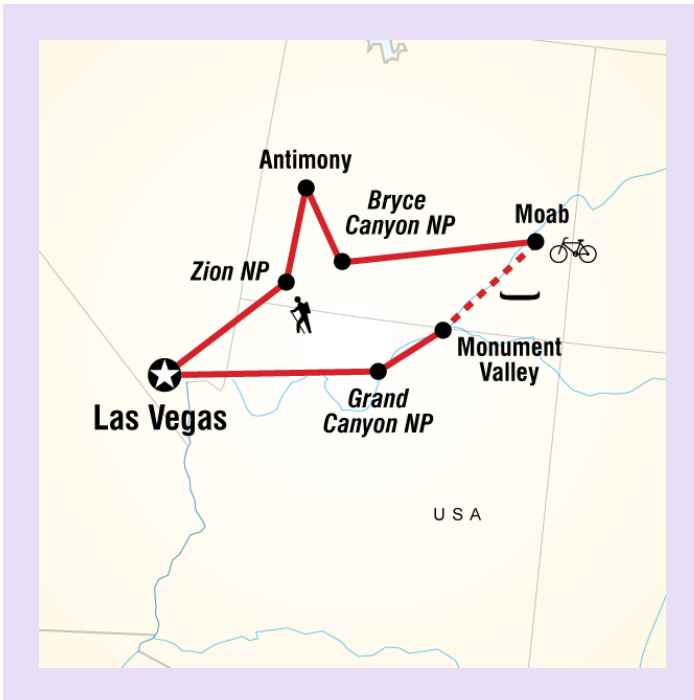 Antimony
Bryce
Canyon NP
Moab
Zion NP
Monument
Valley
Las Vegas
Grand
Canyon NP
USA